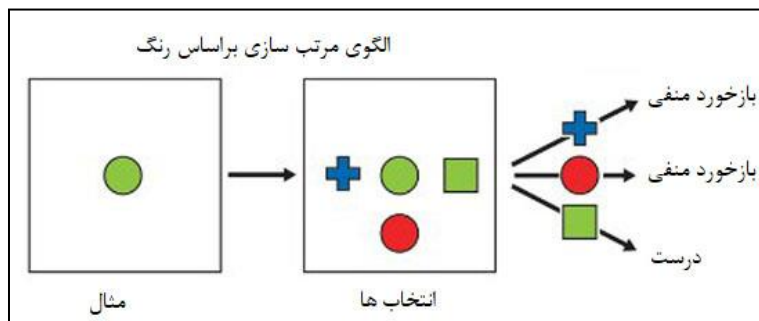 الگوی مرتب سازی براساس رنگ
بازخورد منفی
بازخورد منفی
درست
انتخاب ها
مثال